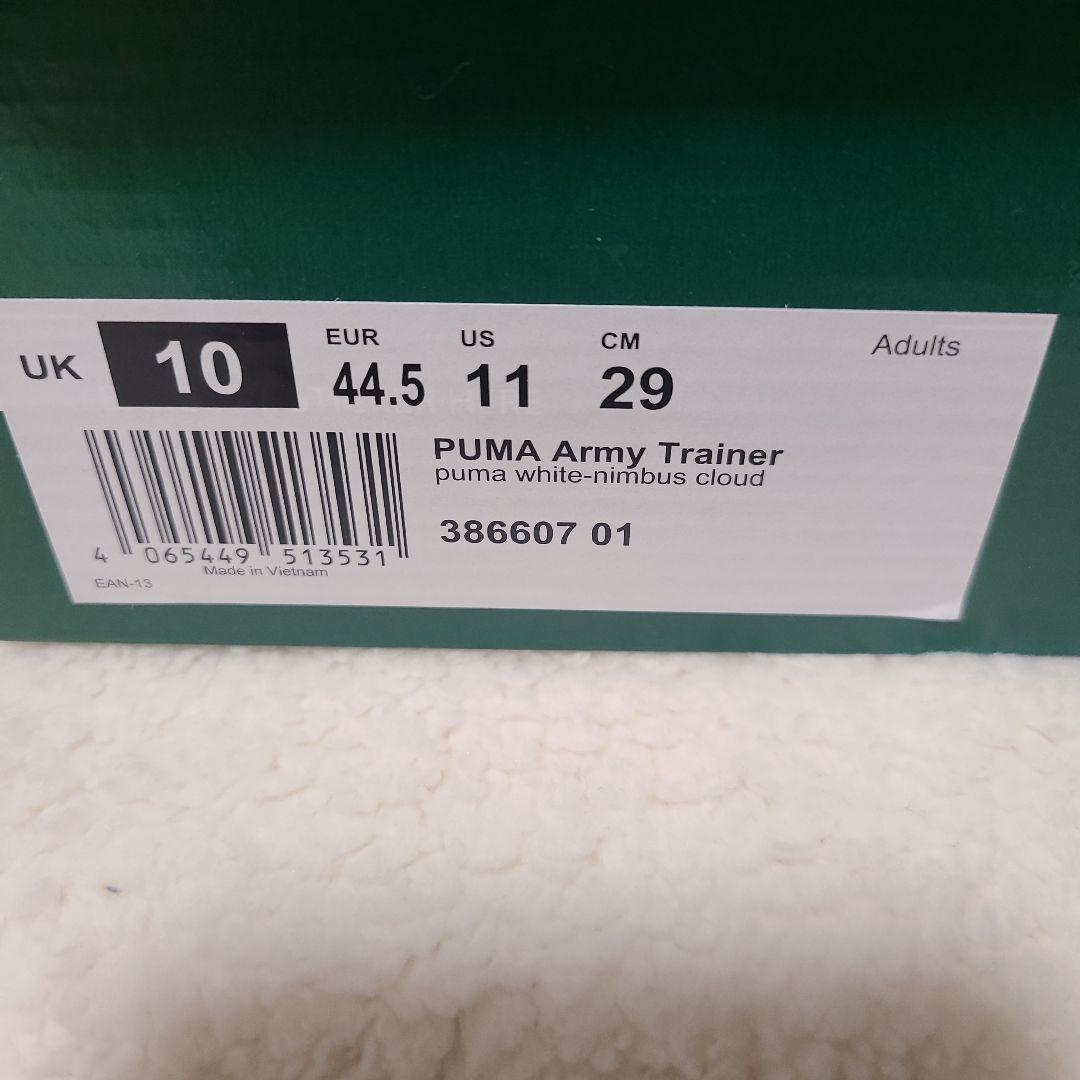 UK 10 EUR 44.5 US 11 CM 29 Adults
PUMA Army Trainer
puma white-nimbus cloud
386607 01
4 065449 513531
Made in Vietnam
EAN-13